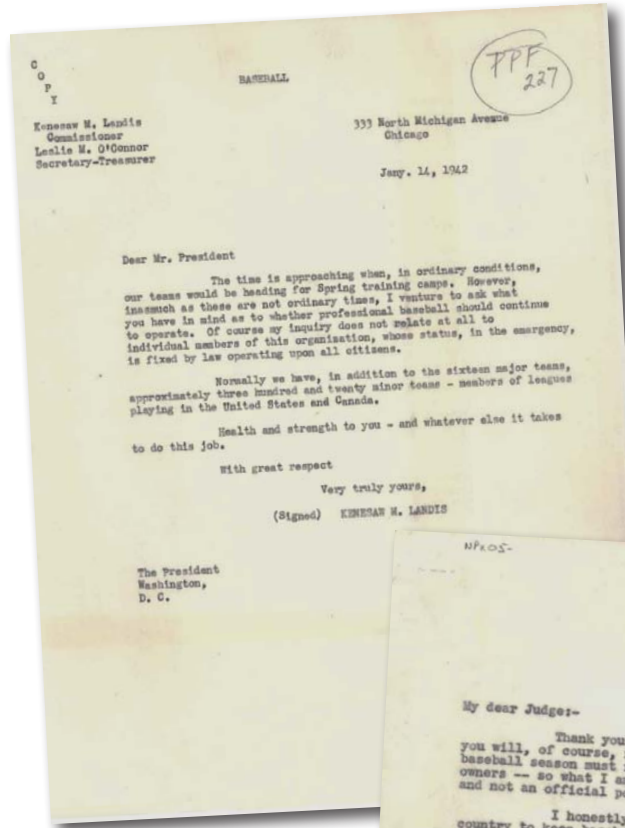 C
O
P
Y
BASEBALL
PPF
227
Kenesaw M. Landis
Commissioner
Leslie M. O'Connor
Secretary-Treasurer
333 North Michigan Avenue
Chicago
Jany. 14, 1942
Dear Mr. President
The time is approaching when, in ordinary conditions,
our teams would be heading for Spring training camps. However,
inasmuch as these are not ordinary times, I venture to ask what
you have in mind as to whether professional baseball should continue
to operate. Of course my inquiry does not relate at all to
individual members of this organization, whose status, in the emergency,
is fixed by law operating upon all citizens.
Normally we have, in addition to the sixteen major teams,
approximately three hundred and twenty minor teams - members of leagues
playing in the United States and Canada.
Health and strength to you - and whatever else it takes
to do this job.
With great respect
Very truly yours,
(Signed) KENESAW M. LANDIS
The President
Washington,
D. C.
NPx05-
My dear Judge:-
Thank you
you will, of course,
baseball season must
owners -- so what I am
and not an official
I honestly